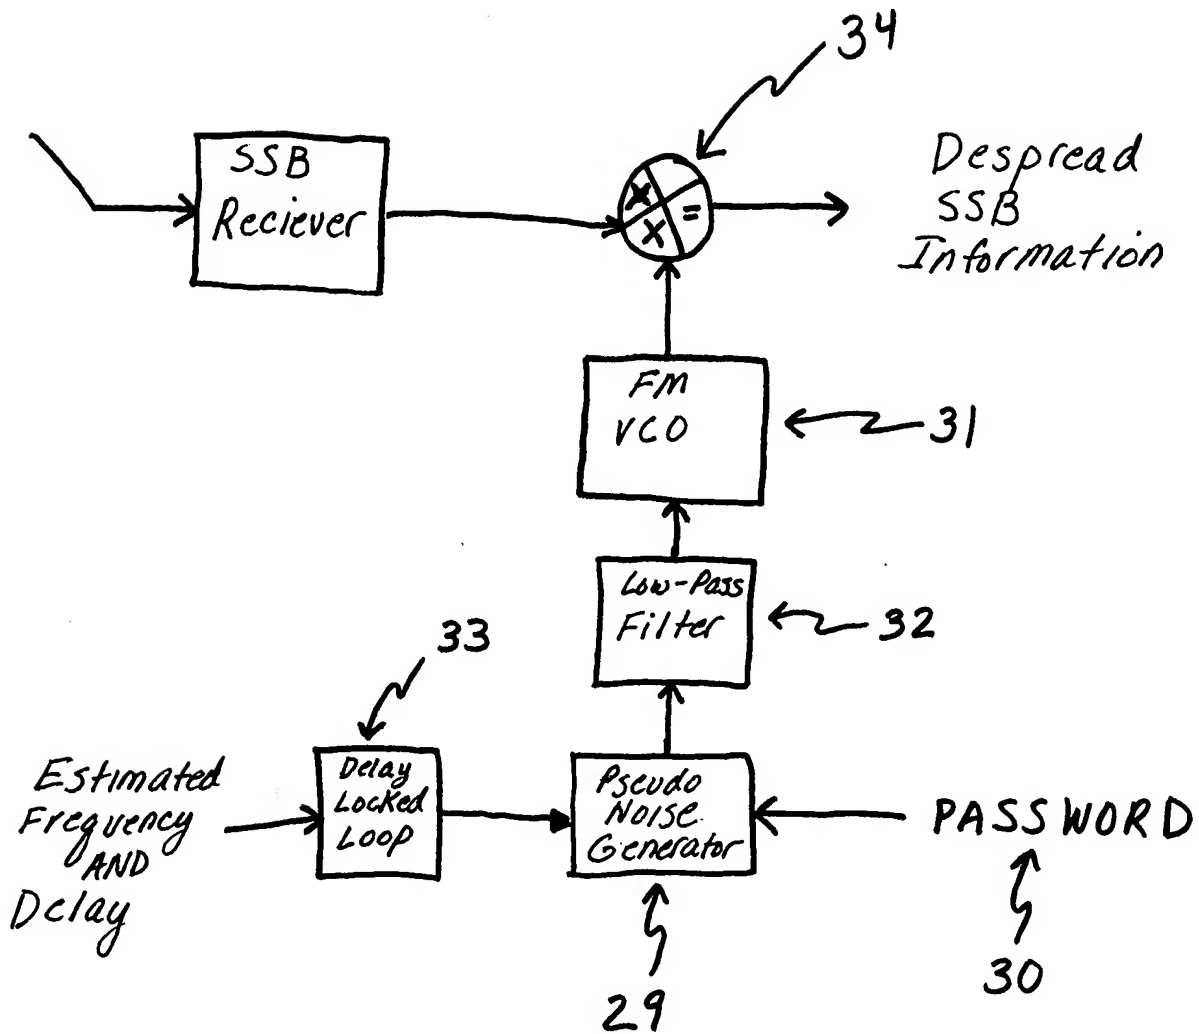 34
SSB
Reciever
X
X
=
Despread
SSB
Information
FM
VCO
31
Low-Pass
Filter
32
33
Estimated
Frequency
AND
Delay
Delay
Locked
Loop
Pseudo
Noise
Generator
PASSWORD
30
29